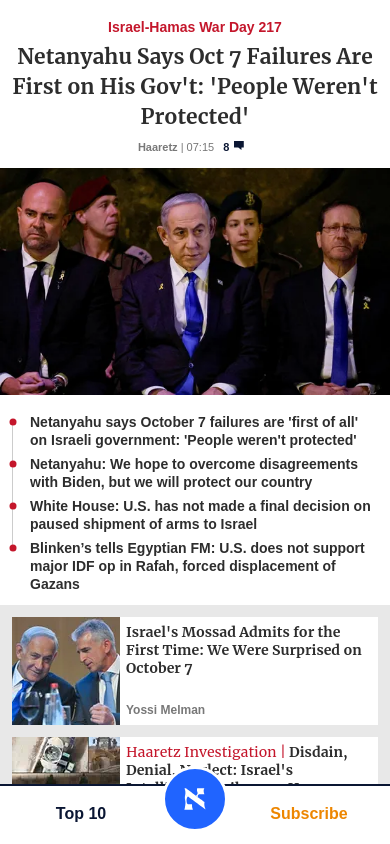 Israel-Hamas War Day 217
Netanyahu Says Oct 7 Failures Are
First on His Gov't: 'People Weren't
Protected'
Haaretz | 07:15 8
Netanyahu says October 7 failures are 'first of all'
on Israeli government: 'People weren't protected'
Netanyahu: We hope to overcome disagreements
with Biden, but we will protect our country
White House: U.S. has not made a final decision on
paused shipment of arms to Israel
Blinken’s tells Egyptian FM: U.S. does not support
major IDF op in Rafah, forced displacement of
Gazans
Israel's Mossad Admits for the
First Time: We Were Surprised on
October 7
Yossi Melman
Haaretz Investigation | Disdain,
Denial, Neglect: Israel's
Top 10
Subscribe